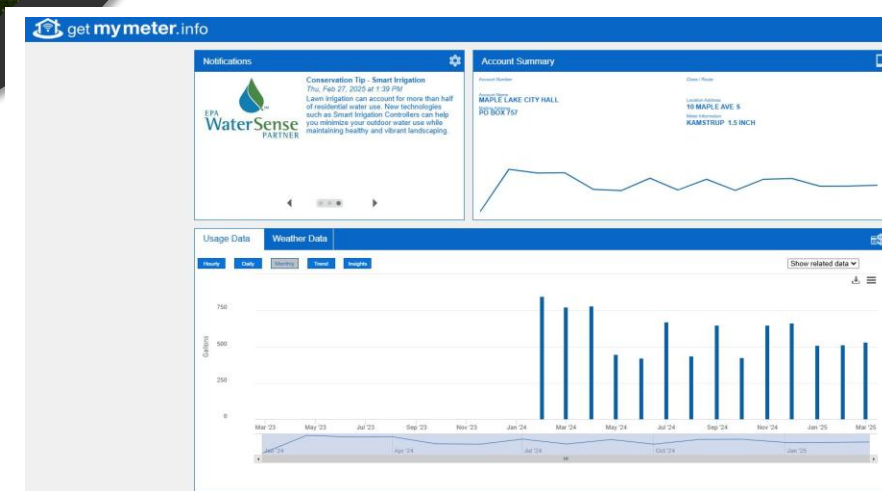 get mymeter.info
Notifications
Conservation Tip - Smart Irrigation
Thu, Feb 27, 2025 at 1:39 PM
Lawn irrigation can account for more than half
of residential water use. New technologies
such as Smart Irrigation Controllers can help
you minimize your outdoor water use while
maintaining healthy and vibrant landscaping.
EPA
WaterSense
PARTNER
Account Summary
Account Number
Account Name
MAPLE LAKE CITY HALL
PO BOX 757
Class / Route
Location Address
10 MAPLE AVE S
Meter Information
KAMSTRUP 1.5 INCH
Usage Data
Weather Data
Hourly
Daily
Monthly
Trend
Insights
Show related data
Gallons
750
500
250
0
Mar '23
May '23
Jul '23
Sep '23
Nov '23
Jan '24
Mar '24
May '24
Jul '24
Sep '24
Nov '24
Jan '25
Mar '25
Jan '24
Apr '24
Jul '24
Oct '24
Jan '25